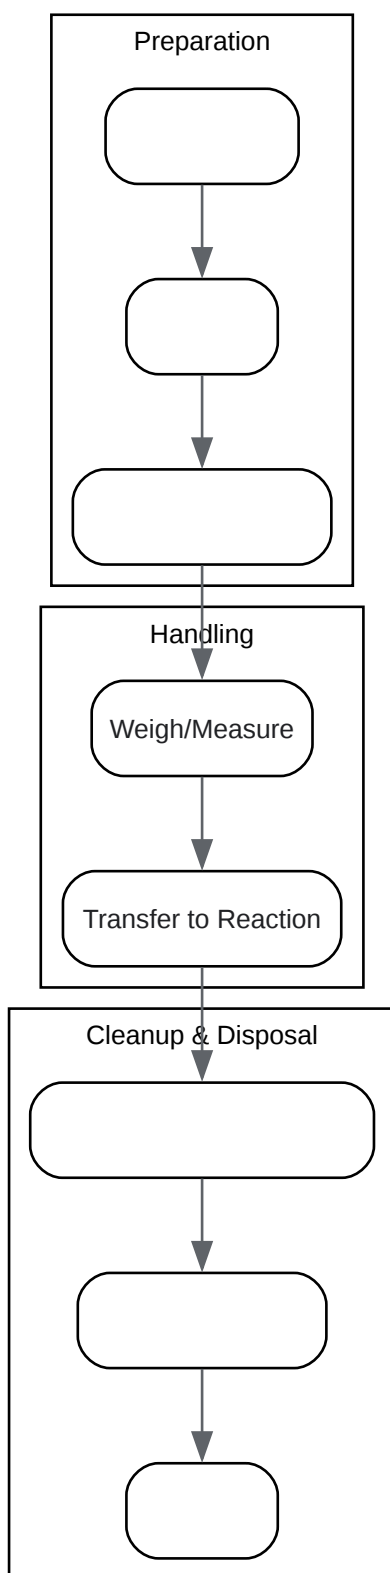 Preparation
Handling
Weigh/Measure
Transfer to Reaction
Cleanup & Disposal